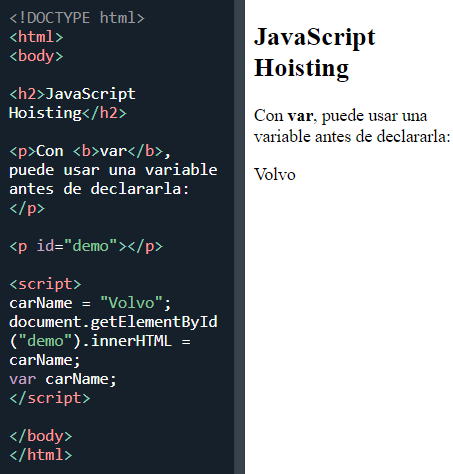 <!DOCTYPE html>
<html>
<body>
<h2>JavaScript
Hoisting</h2>
<p>Con <b>var</b>,
puede usar una variable
antes de declararla:
</p>
<p id="demo"></p>
<script>
carName = "Volvo";
document.getElementById
("demo").innerHTML =
carName;
var carName;
</script>
</body>
</html>
JavaScript
Hoisting
Con var, puede usar una
variable antes de declararla:
Volvo